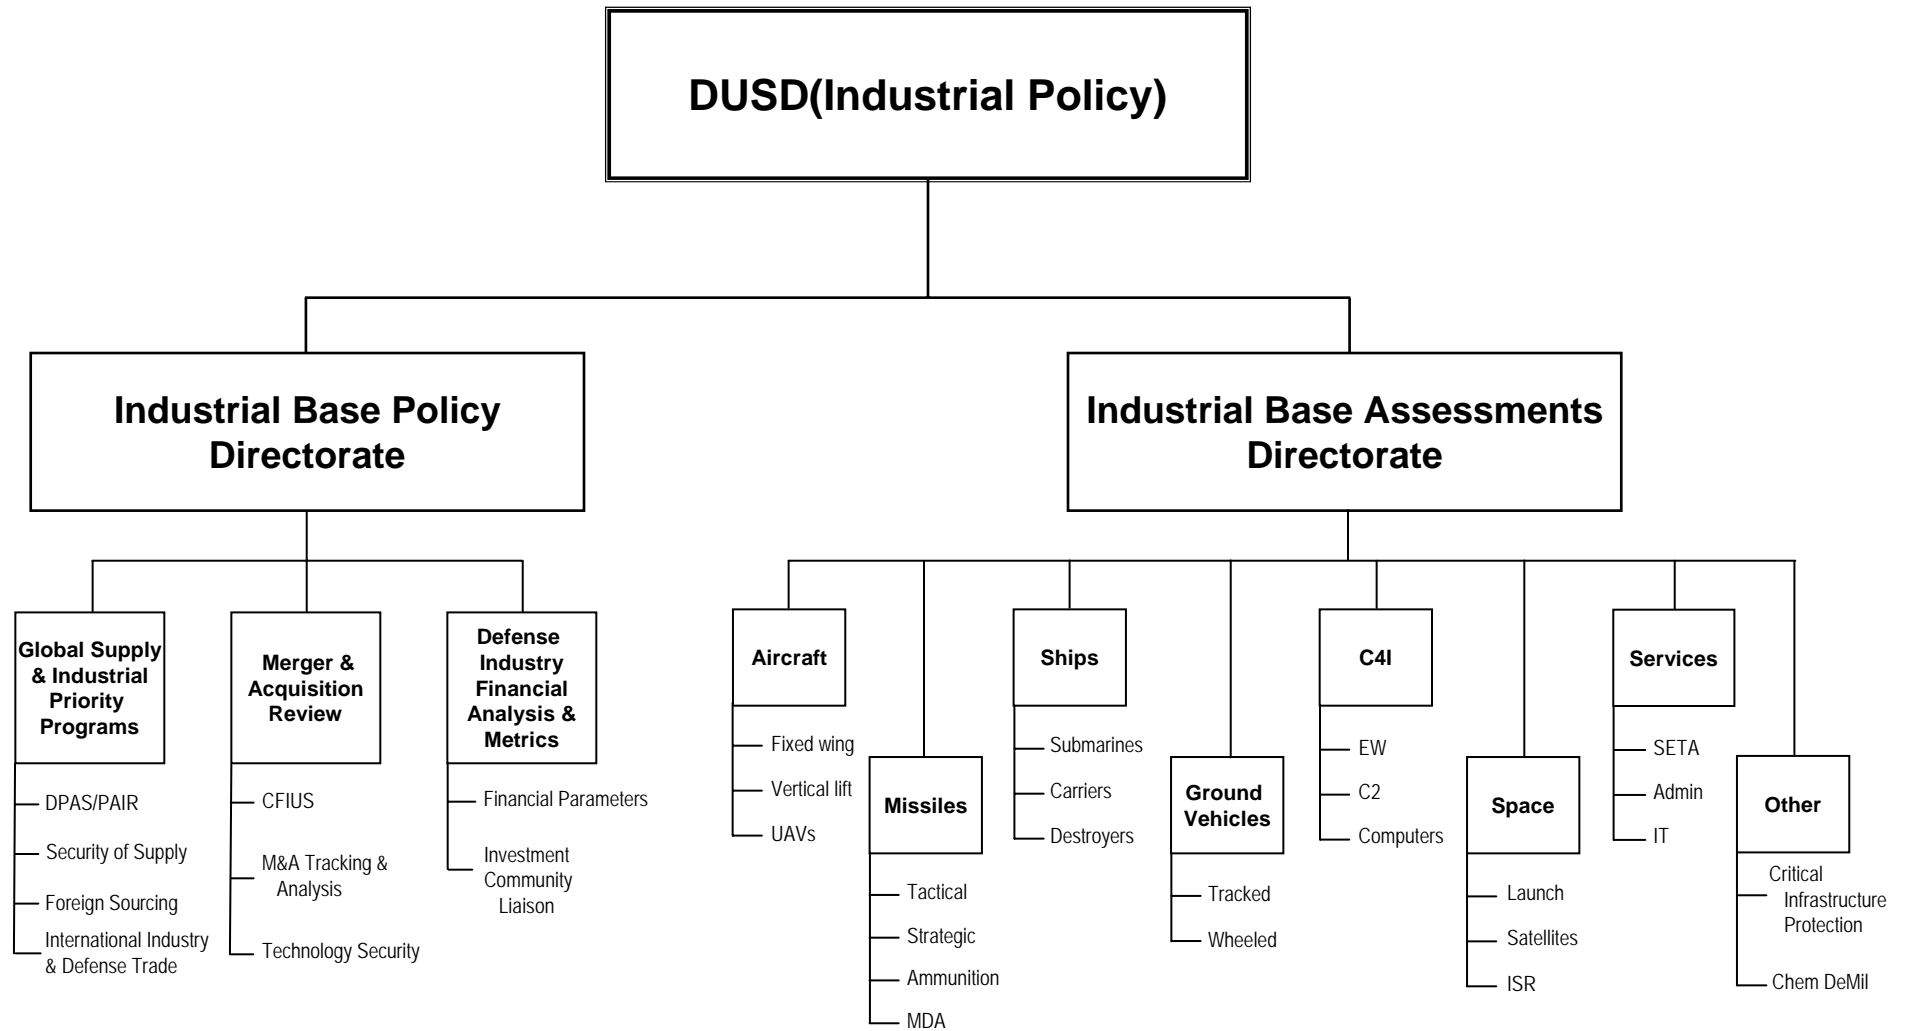 DUSD(Industrial Policy)
Industrial Base Policy
Directorate
Industrial Base Assessments
Directorate
Global Supply
& Industrial
Priority
Programs
DPAS/PAIR
Security of Supply
Foreign Sourcing
International Industry
& Defense Trade
Merger &
Acquisition
Review
CFIUS
M&A Tracking &
Analysis
Technology Security
Defense
Industry
Financial
Analysis &
Metrics
Financial Parameters
Investment
Community
Liaison
Aircraft
Fixed wing
Vertical lift
UAVs
Missiles
Tactical
Strategic
Ammunition
MDA
Ships
Submarines
Carriers
Destroyers
Ground
Vehicles
Tracked
Wheeled
C4I
EW
C2
Computers
Space
Launch
Satellites
ISR
Services
SETA
Admin
IT
Other
Critical
Infrastructure
Protection
Chem DeMil